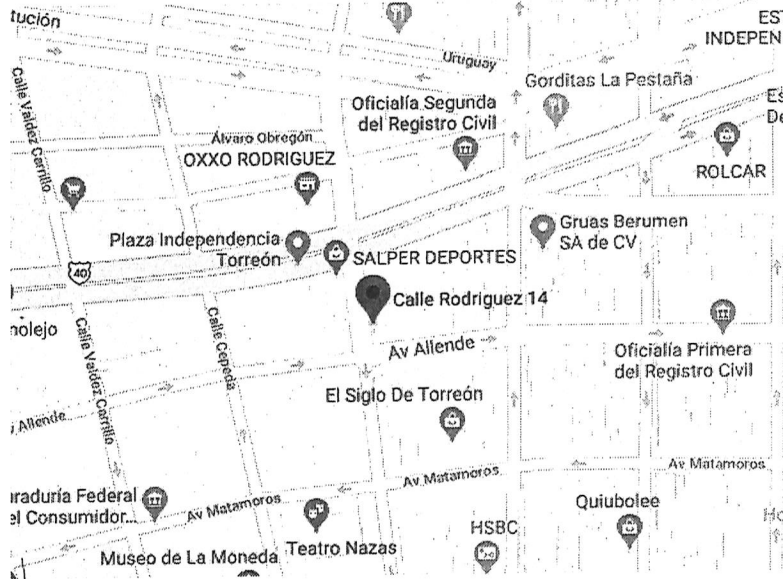 tución
EST
INDEPEN
Uruguay
Gorditas La Pestaña
Calle Valdez Carrillo
Oficialía Segunda
del Registro Civil
Es
De
Álvaro Obregón
OXXO RODRIGUEZ
ROLCAR
Plaza Independencia
Torreón
Gruas Berumen
SA de CV
SALPER DEPORTES
40
Calle Rodriguez 14
nolejo
Calle Valdez Carrillo
Calle Cepeda
Av Allende
Oficialía Primera
del Registro Civil
El Siglo De Torreón
Allende
Av Matamoros
Av Matamoros
uraduría Federal
el Consumidor...
Av Matamoros
Quiubolee
HSBC
Ho
Museo de La Moneda
Teatro Nazas